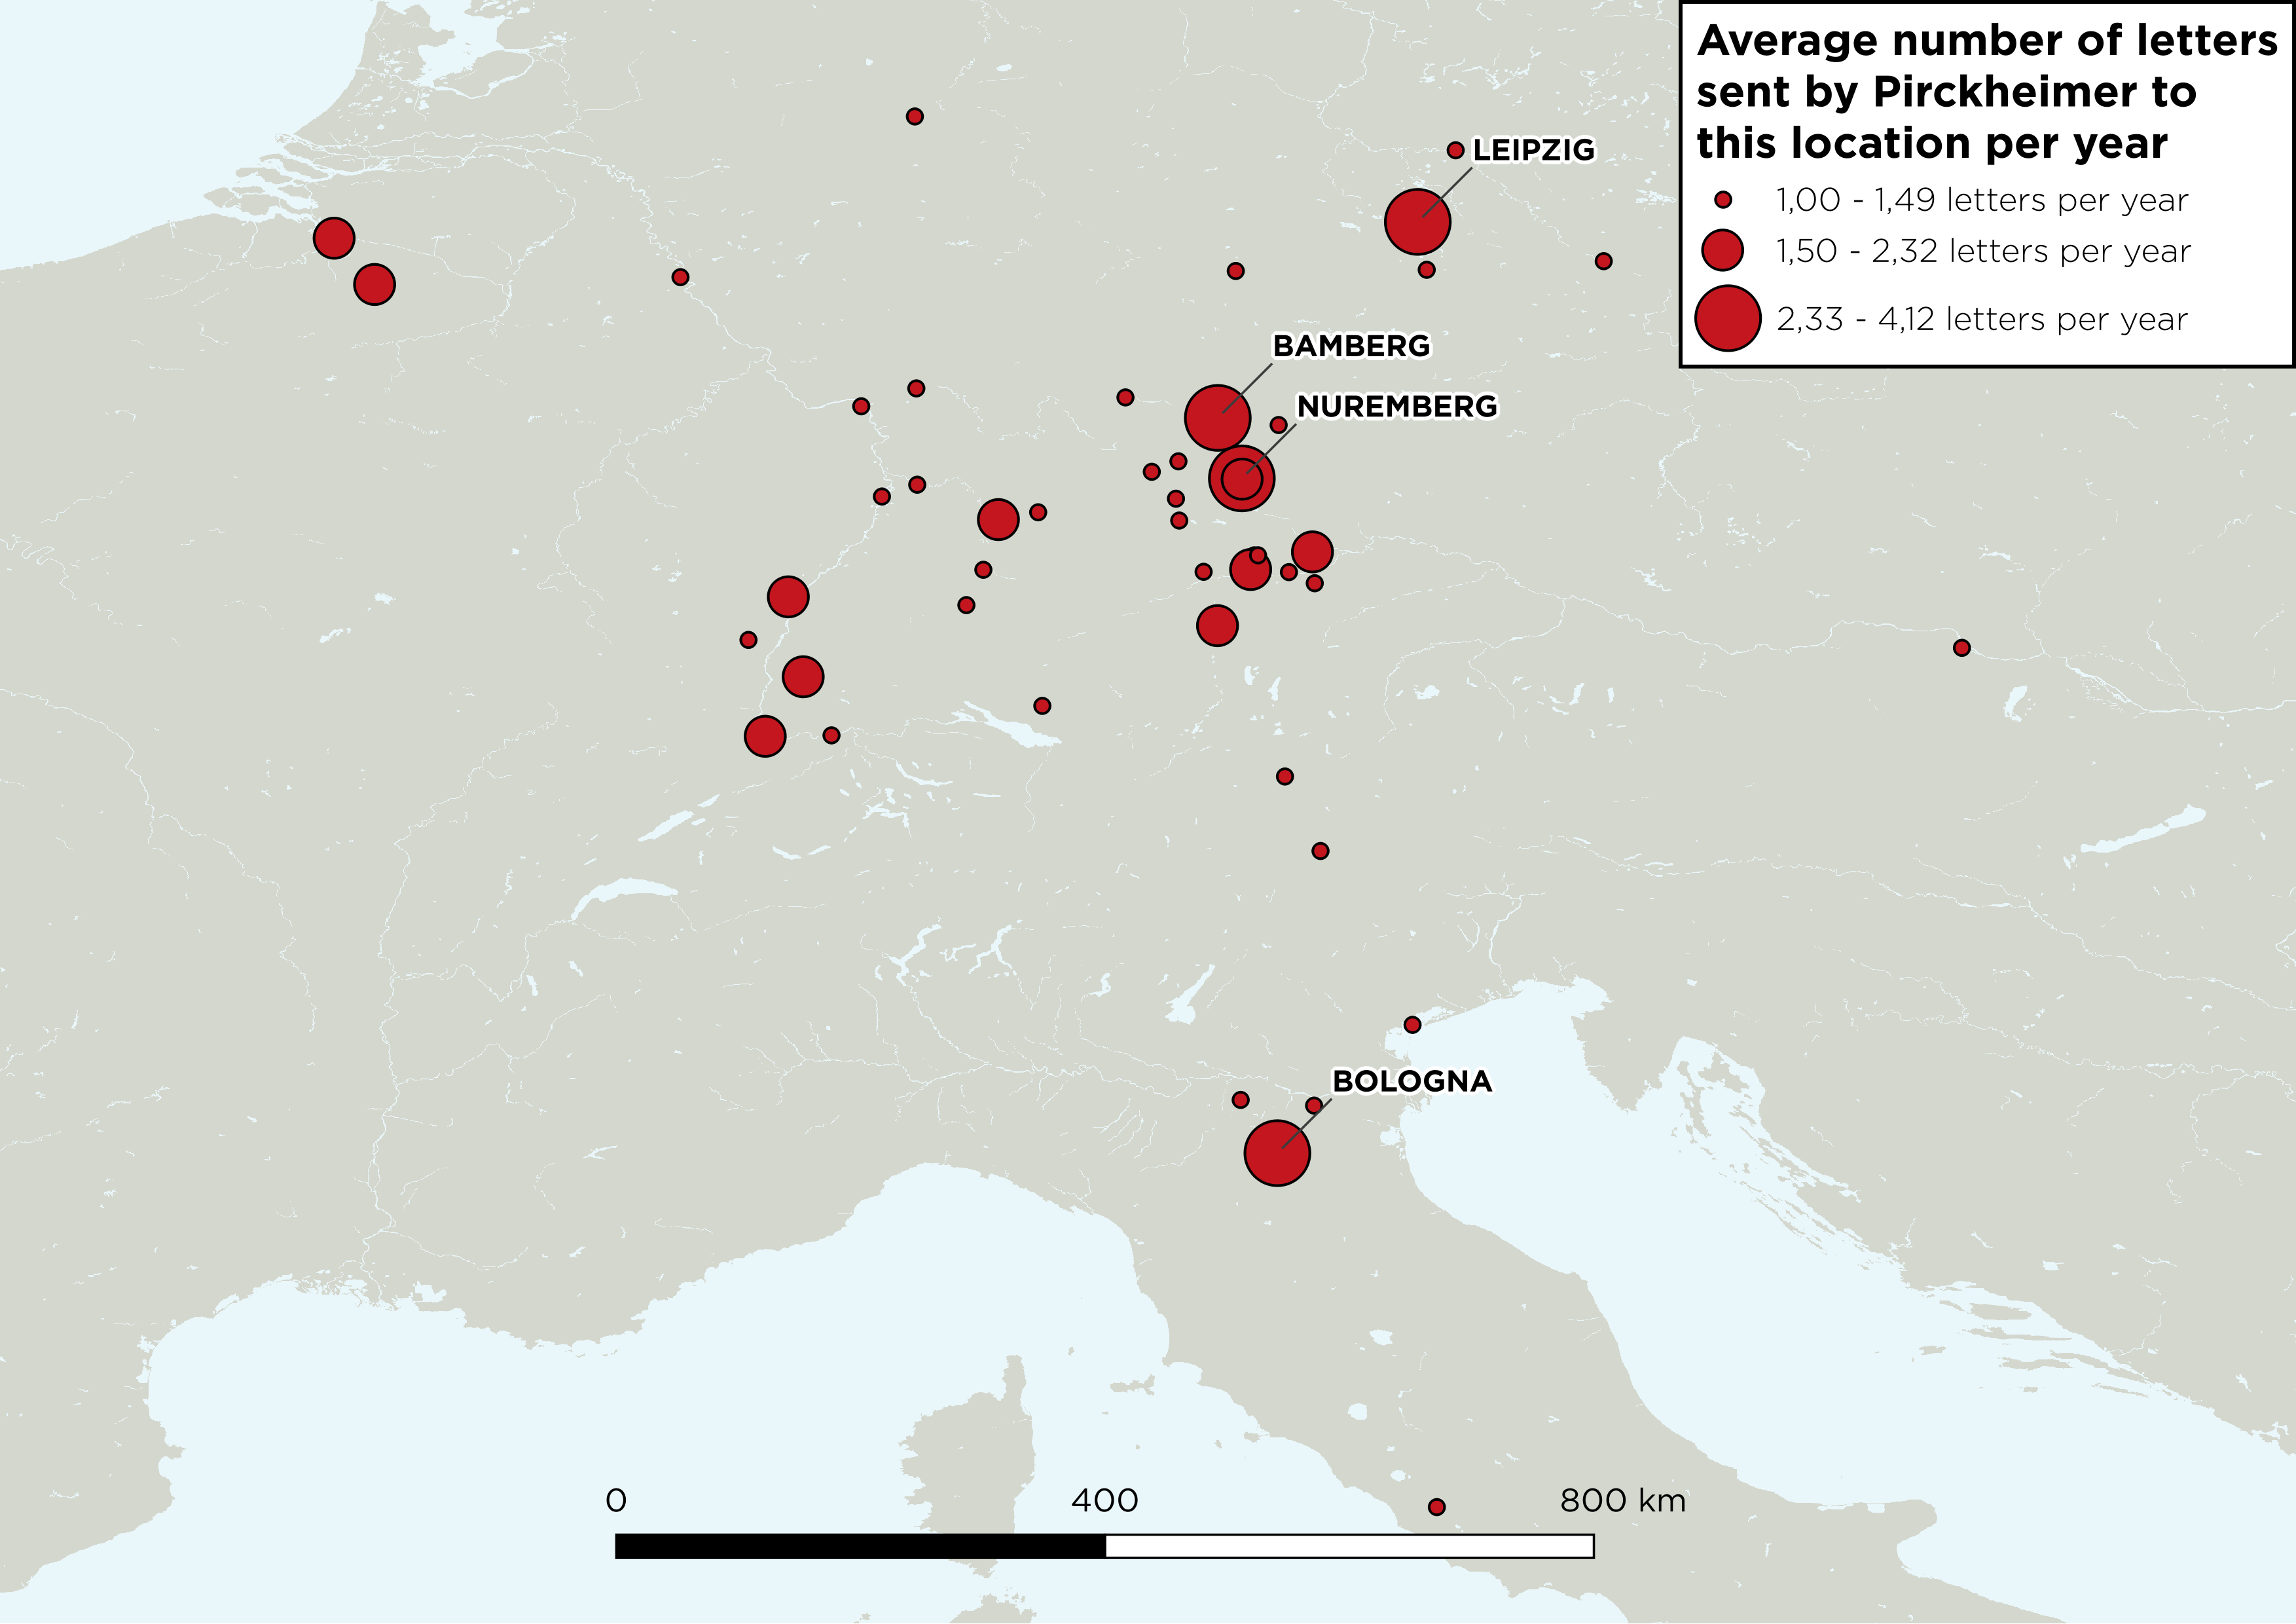 Average number of letters
sent by Pirckheimer to
this location per year
1,00 - 1,49 letters per year
1,50 - 2,32 letters per year
2,33 - 4,12 letters per year
LEIPZIG
BAMBERG
NUREMBERG
BOLOGNA
0 400 800 km